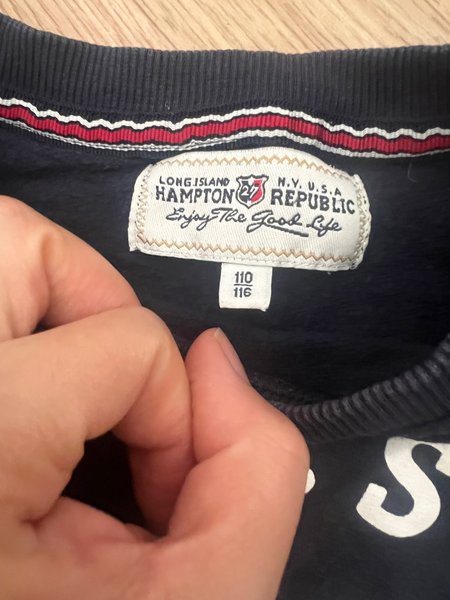 LONG ISLAND N.Y. U.S.A
HAMPTON 27 REPUBLIC
Enjoy The Good Life
110
116
S